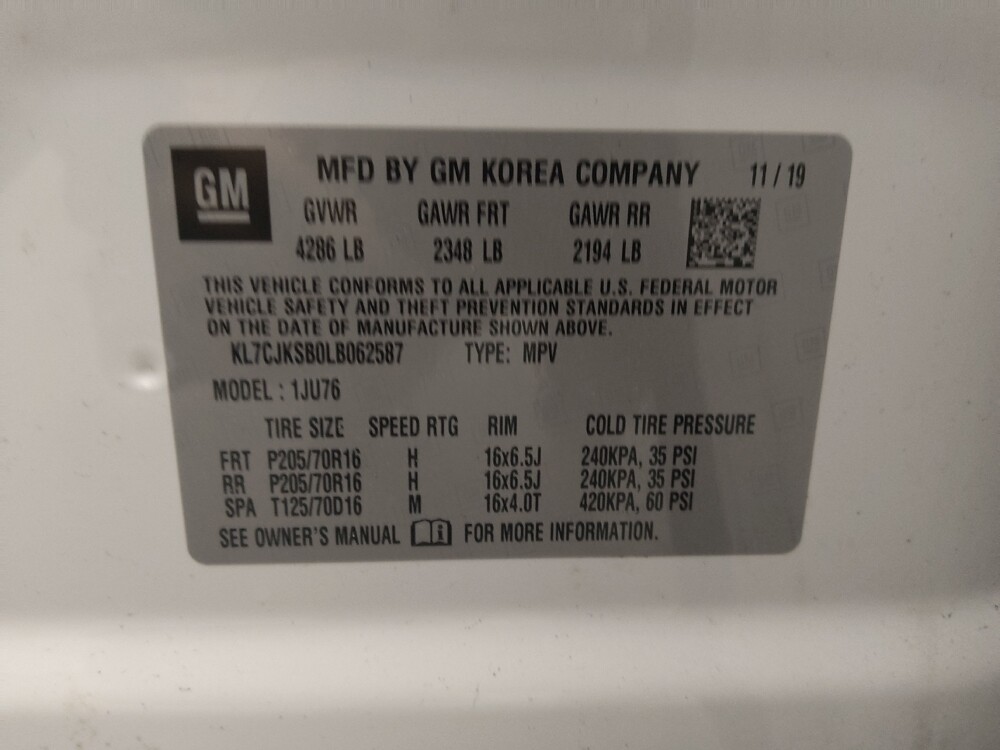 GM
MFD BY GM KOREA COMPANY 11 / 19
GVWR GAWR FRT GAWR RR
4286 LB 2348 LB 2194 LB
THIS VEHICLE CONFORMS TO ALL APPLICABLE U.S. FEDERAL MOTOR
VEHICLE SAFETY AND THEFT PREVENTION STANDARDS IN EFFECT
ON THE DATE OF MANUFACTURE SHOWN ABOVE.
KL7CJKSB0LB062587 TYPE: MPV
MODEL : 1JU76
TIRE SIZE SPEED RTG RIM COLD TIRE PRESSURE
FRT P205/70R16 H 16x6.5J 240KPA, 35 PSI
RR P205/70R16 H 16x6.5J 240KPA, 35 PSI
SPA T125/70D16 M 16x4.0T 420KPA, 60 PSI
SEE OWNER'S MANUAL i FOR MORE INFORMATION.